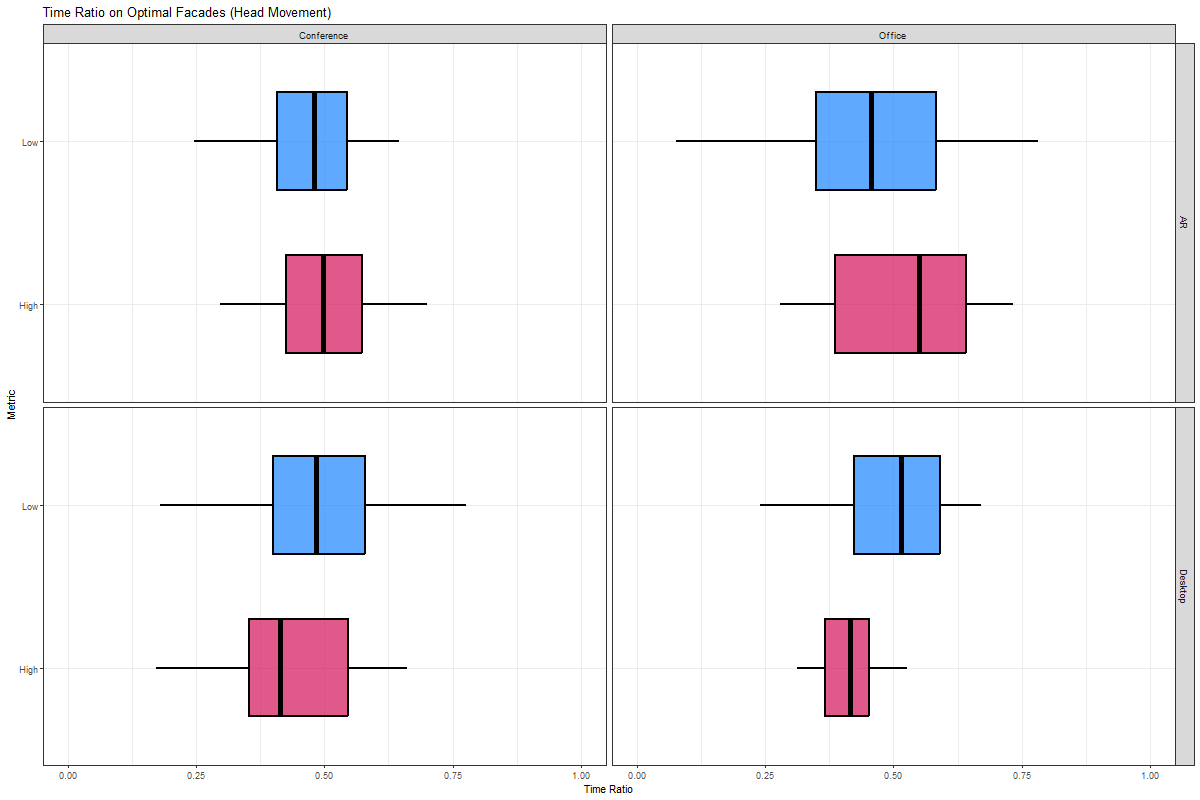 Time Ratio on Optimal Facades (Head Movement)
Conference
Office
Low
High
AR
Metric
Low
High
Desktop
0.00 0.25 0.50 0.75 1.00
0.00 0.25 0.50 0.75 1.00
Time Ratio